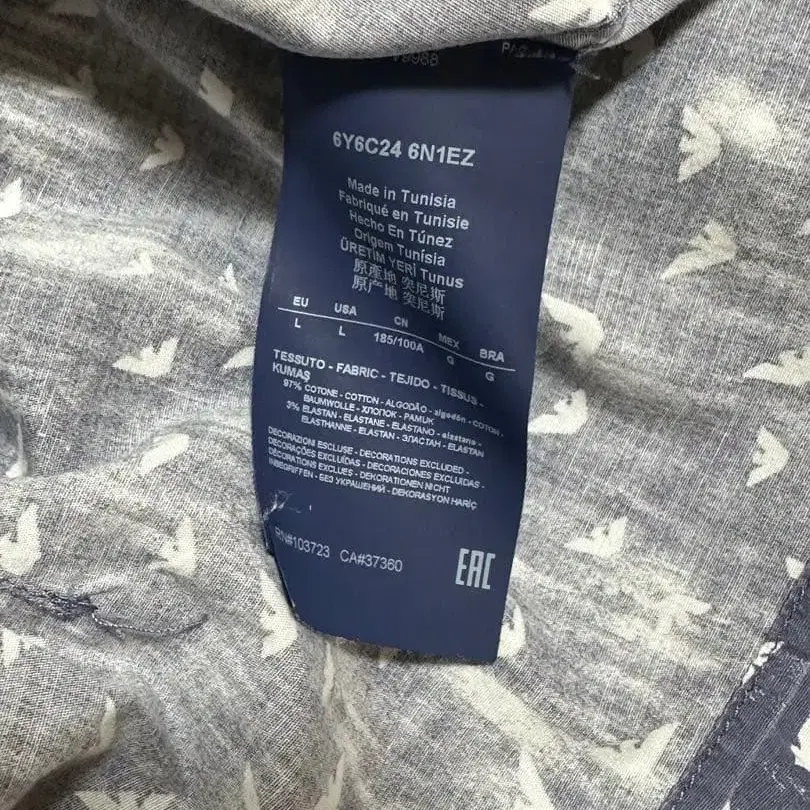 6Y6C24 6N1EZ
Made in Tunisia
Fabriqué en Tunisie
Hecho En Túnez
Origem Tunísia
ÜRETİM YERİ Tunus
原產地 突尼斯
原产地 突尼斯
EU USA CN MEX BRA
L L 185/100A G G
TESSUTO - FABRIC - TEJIDO - TISSUS -
KUMAŞ
97% COTONE - COTTON - ALGODÃO - algodón - COTON -
BAUMWOLLE - ХЛОПОК - PAMUK
3% ELASTAN - ELASTANE - ELASTANO - elastano -
ELASTHANNE - ELASTAN - ЭЛАСТАН - ELASTAN
DECORAZIONI ESCLUSE - DECORATIONS EXCLUDED -
DECORAÇÕES EXCLUÍDAS - DECORACIONES EXCLUIDAS -
DÉCORATIONS EXCLUES - DEKORATIONEN NICHT
INBEGRIFFEN - БЕЗ УКРАШЕНИЙ - DEKORASYON HARİÇ
RN#103723 CA#37360
EAC